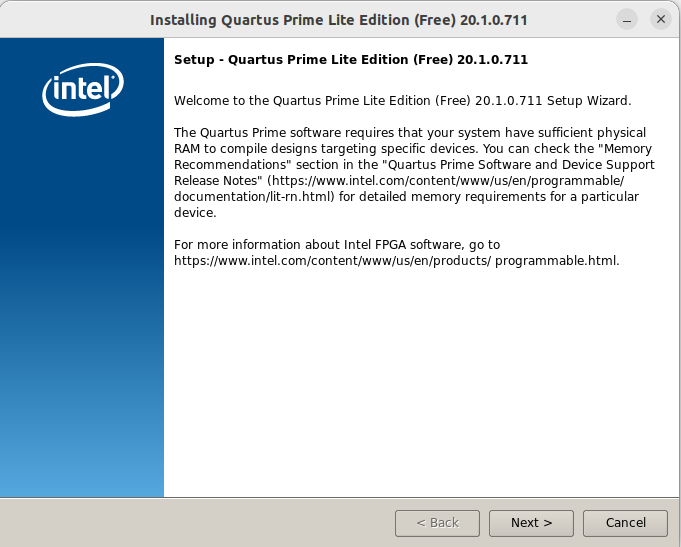 Installing Quartus Prime Lite Edition (Free) 20.1.0.711
intel
Setup - Quartus Prime Lite Edition (Free) 20.1.0.711
Welcome to the Quartus Prime Lite Edition (Free) 20.1.0.711 Setup Wizard.
The Quartus Prime software requires that your system have sufficient physical
RAM to compile designs targeting specific devices. You can check the "Memory
Recommendations" section in the "Quartus Prime Software and Device Support
Release Notes" (https://www.intel.com/content/www/us/en/programmable/
documentation/lit-rn.html) for detailed memory requirements for a particular
device.
For more information about Intel FPGA software, go to
https://www.intel.com/content/www/us/en/products/ programmable.html.
< Back
Next >
Cancel